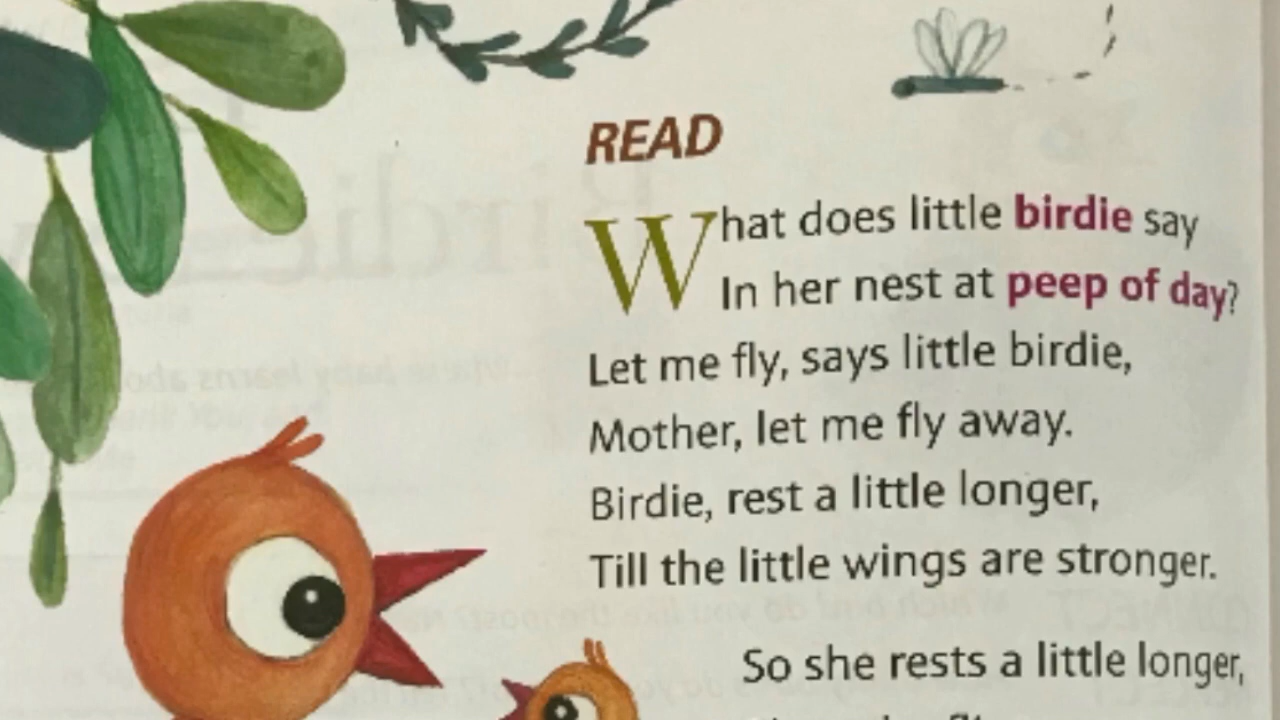 READ
What does little birdie say
In her nest at peep of day?
Let me fly, says little birdie,
Mother, let me fly away.
Birdie, rest a little longer,
Till the little wings are stronger.
So she rests a little longer,